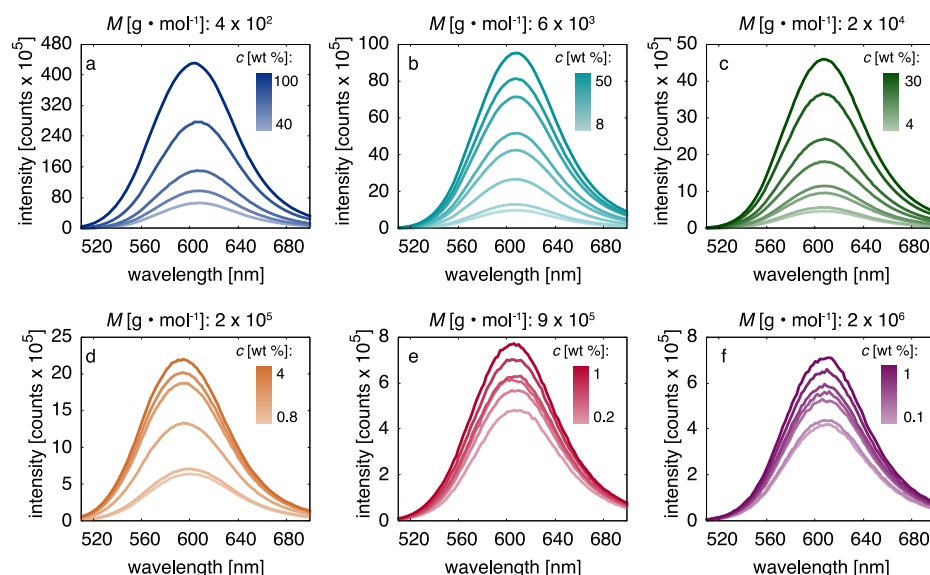 M [g • mol⁻¹]: 4 x 10²
M [g • mol⁻¹]: 6 x 10³
M [g • mol⁻¹]: 2 x 10⁴
intensity [counts x 10⁵]
480
400
320
240
160
80
0
a
c [wt %]:
100
40
520
560
600
640
680
wavelength [nm]
intensity [counts x 10⁵]
100
80
60
40
20
0
b
c [wt %]:
50
8
520
560
600
640
680
wavelength [nm]
intensity [counts x 10⁵]
50
40
30
20
10
0
c
c [wt %]:
30
4
520
560
600
640
680
wavelength [nm]
M [g • mol⁻¹]: 2 x 10⁵
M [g • mol⁻¹]: 9 x 10⁵
M [g • mol⁻¹]: 2 x 10⁶
intensity [counts x 10⁵]
25
20
15
10
5
0
d
c [wt %]:
4
0.8
520
560
600
640
680
wavelength [nm]
intensity [counts x 10⁵]
8
6
4
2
0
e
c [wt %]:
1
0.2
520
560
600
640
680
wavelength [nm]
intensity [counts x 10⁵]
8
6
4
2
0
f
c [wt %]:
1
0.1
520
560
600
640
680
wavelength [nm]